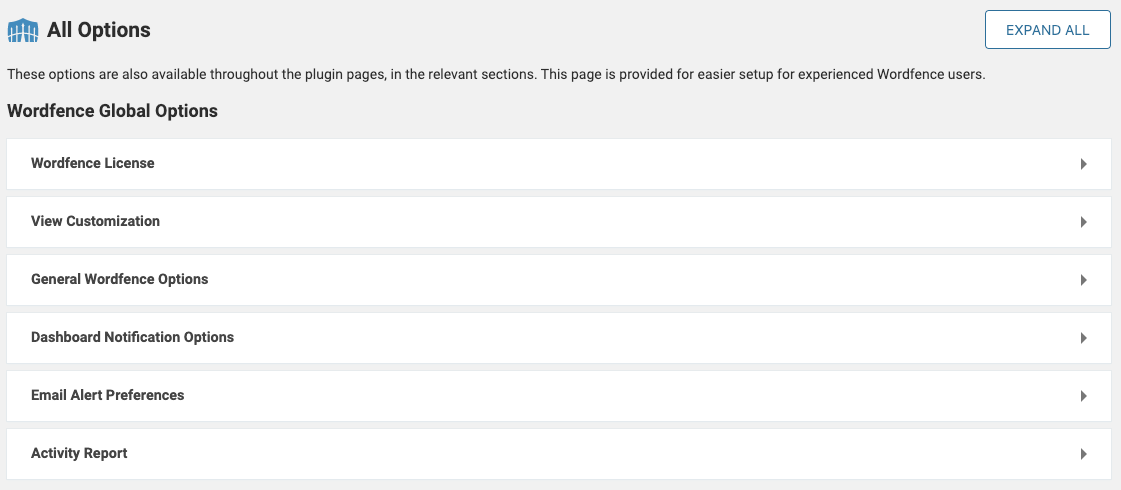 All Options
EXPAND ALL
These options are also available throughout the plugin pages, in the relevant sections. This page is provided for easier setup for experienced Wordfence users.
Wordfence Global Options
Wordfence License
View Customization
General Wordfence Options
Dashboard Notification Options
Email Alert Preferences
Activity Report